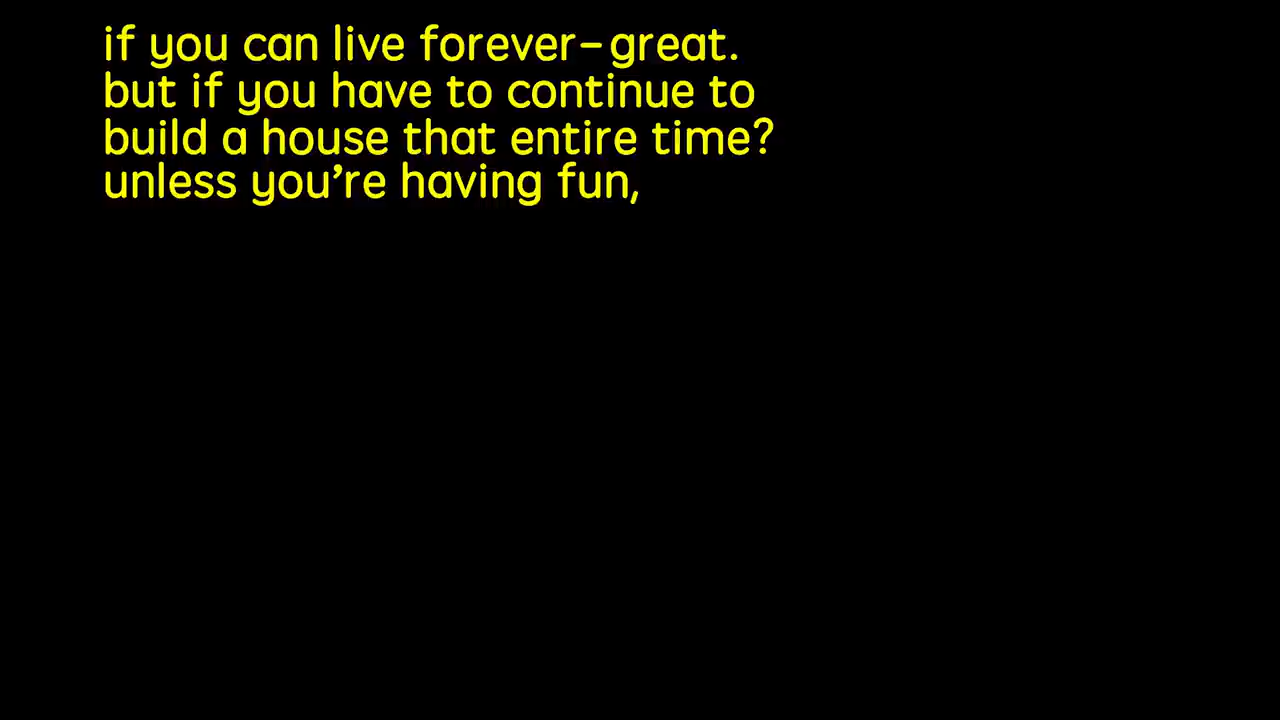 if you can live forever–great.
but if you have to continue to
build a house that entire time?
unless you’re having fun,